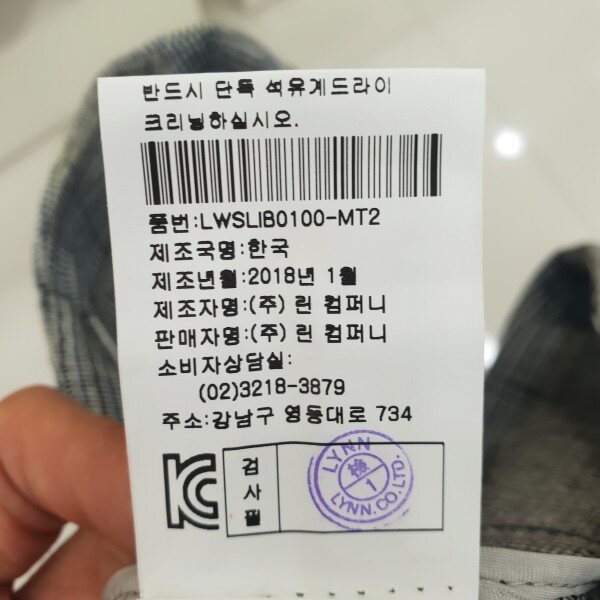 반드시 단독 석유계드라이
크리닝하십시오.
품번:LWSLIB0100-MT2
제조국명:한국
제조년월:2018년 1월
제조자명:(주) 린 컴퍼니
판매자명:(주) 린 컴퍼니
소비자상담실:
(02)3218-3879
주소:강남구 영등대로 734
검
사
필
LYNN
1
LYNN.CO.LTD.